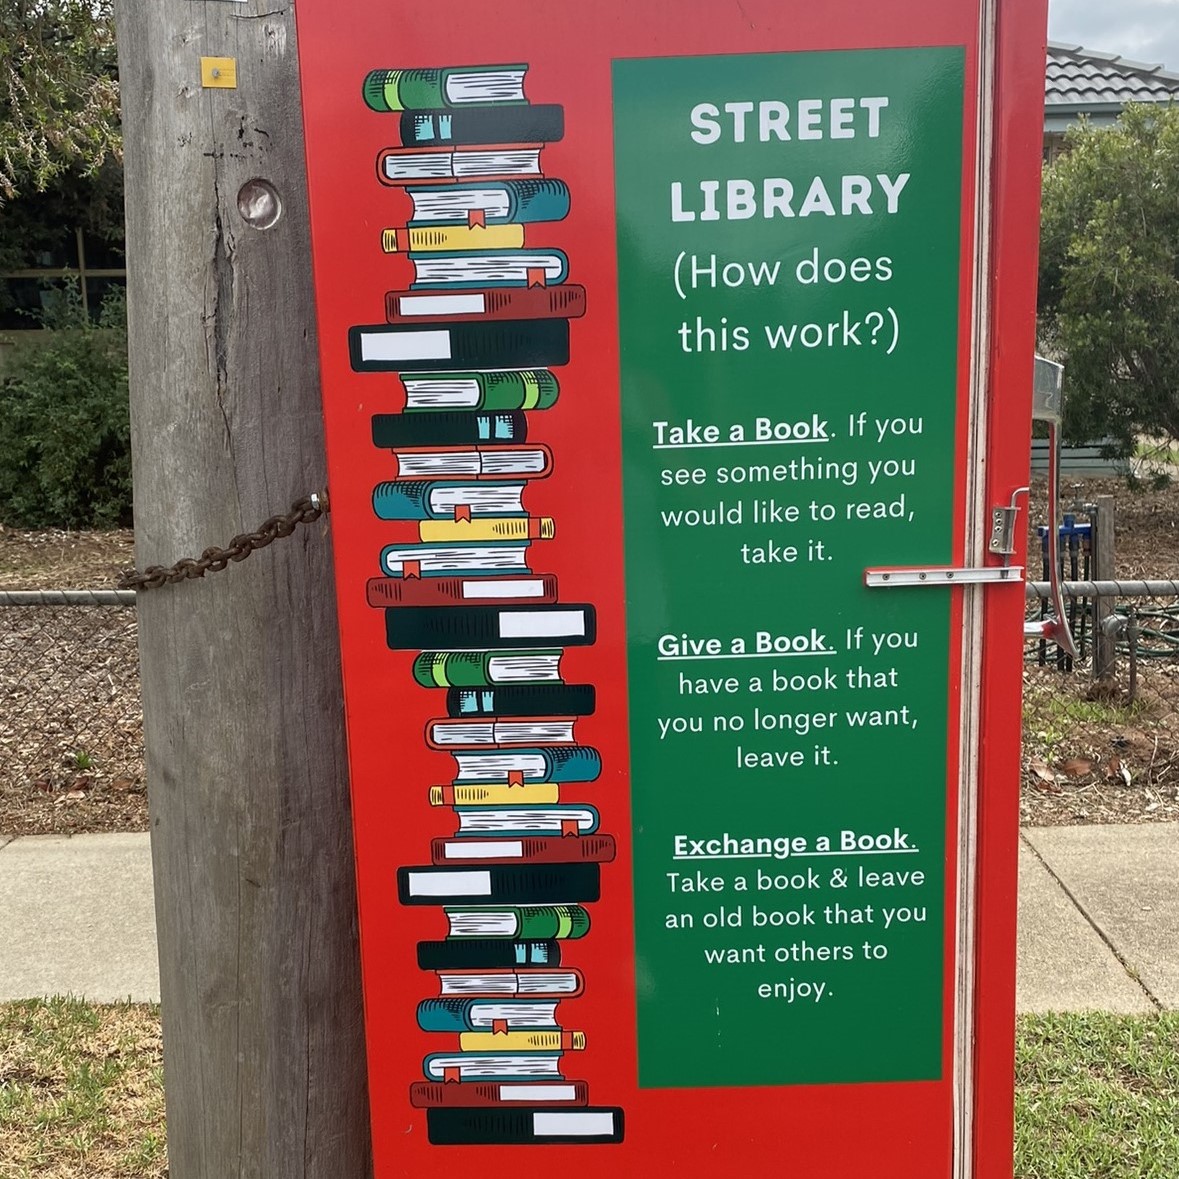 STREET
LIBRARY
(How does
this work?)
Take a Book. If you
see something you
would like to read,
take it.
Give a Book. If you
have a book that
you no longer want,
leave it.
Exchange a Book.
Take a book & leave
an old book that you
want others to
enjoy.